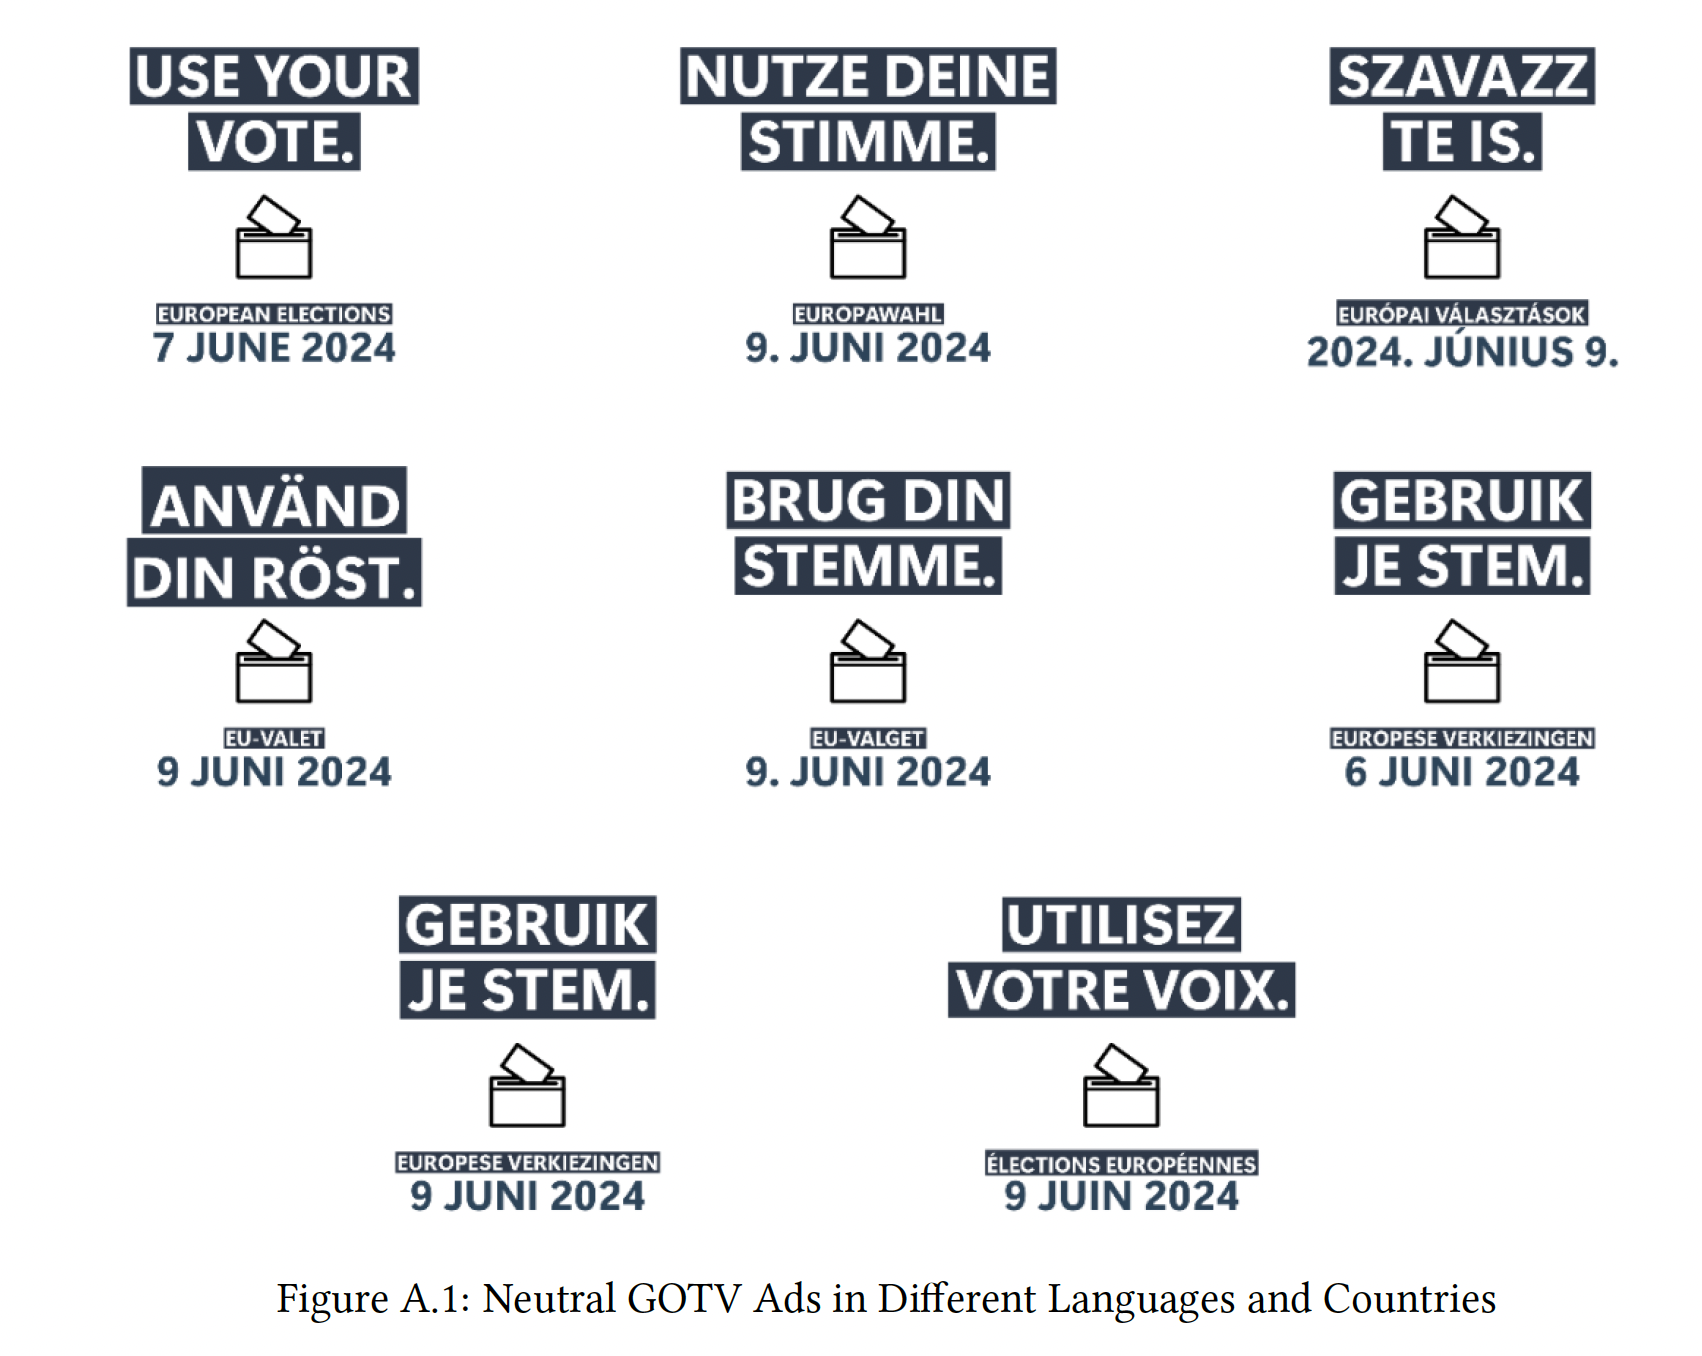 USE YOUR
VOTE.
EUROPEAN ELECTIONS
7 JUNE 2024
NUTZE DEINE
STIMME.
EUROPAWAHL
9. JUNI 2024
SZAVAZZ
TE IS.
EURÓPAI VÁLASZTÁSOK
2024. JÚNIUS 9.
ANVÄND
DIN RÖST.
EU-VALET
9 JUNI 2024
BRUG DIN
STEMME.
EU-VALGET
9. JUNI 2024
GEBRUIK
JE STEM.
EUROPESE VERKIEZINGEN
6 JUNI 2024
GEBRUIK
JE STEM.
EUROPESE VERKIEZINGEN
9 JUNI 2024
UTILISEZ
VOTRE VOIX.
ÉLECTIONS EUROPÉENNES
9 JUIN 2024
Figure A.1: Neutral GOTV Ads in Different Languages and Countries